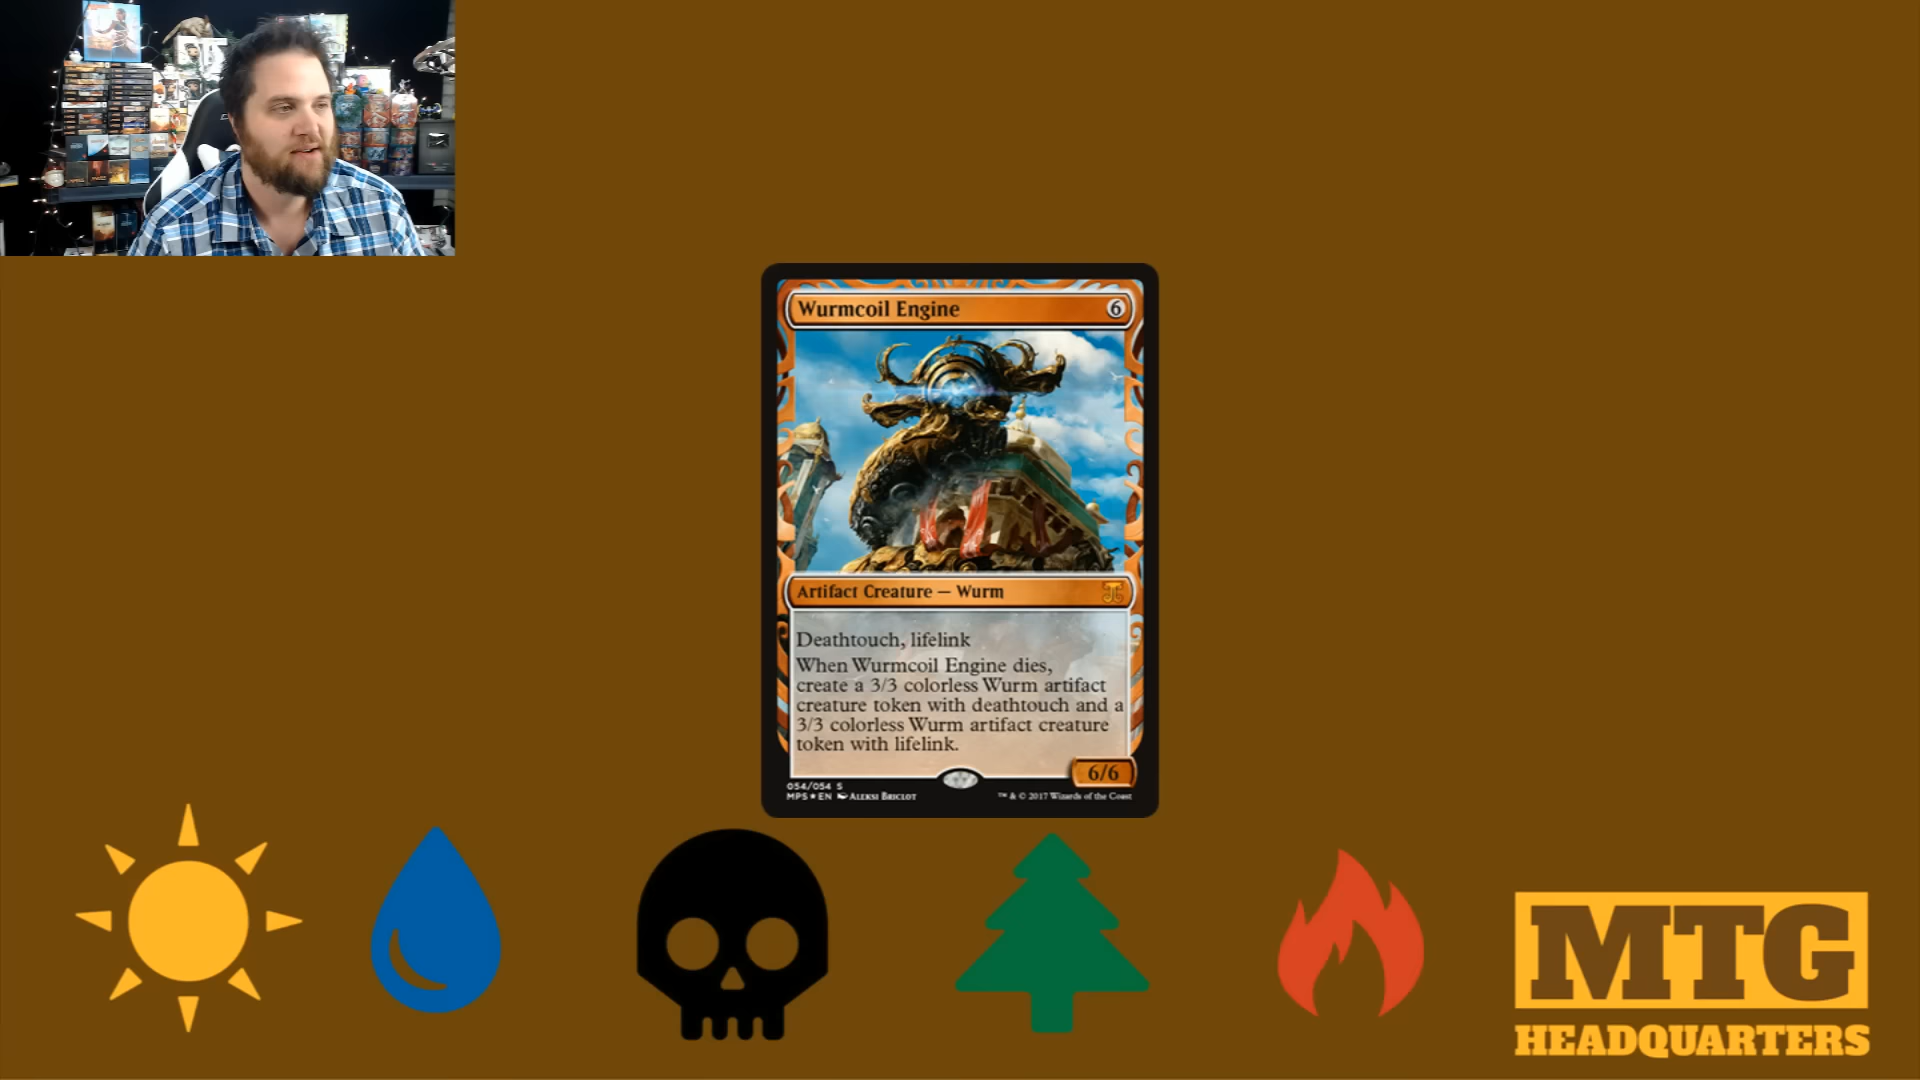 Wurmcoil Engine 6
Artifact Creature — Wurm
Deathtouch, lifelink
When Wurmcoil Engine dies,
create a 3/3 colorless Wurm artifact
creature token with deathtouch and a
3/3 colorless Wurm artifact creature
token with lifelink.
6/6
054/054 S
MPS★EN Aleksi Briclot
™ & © 2017 Wizards of the Coast
MTG
HEADQUARTERS